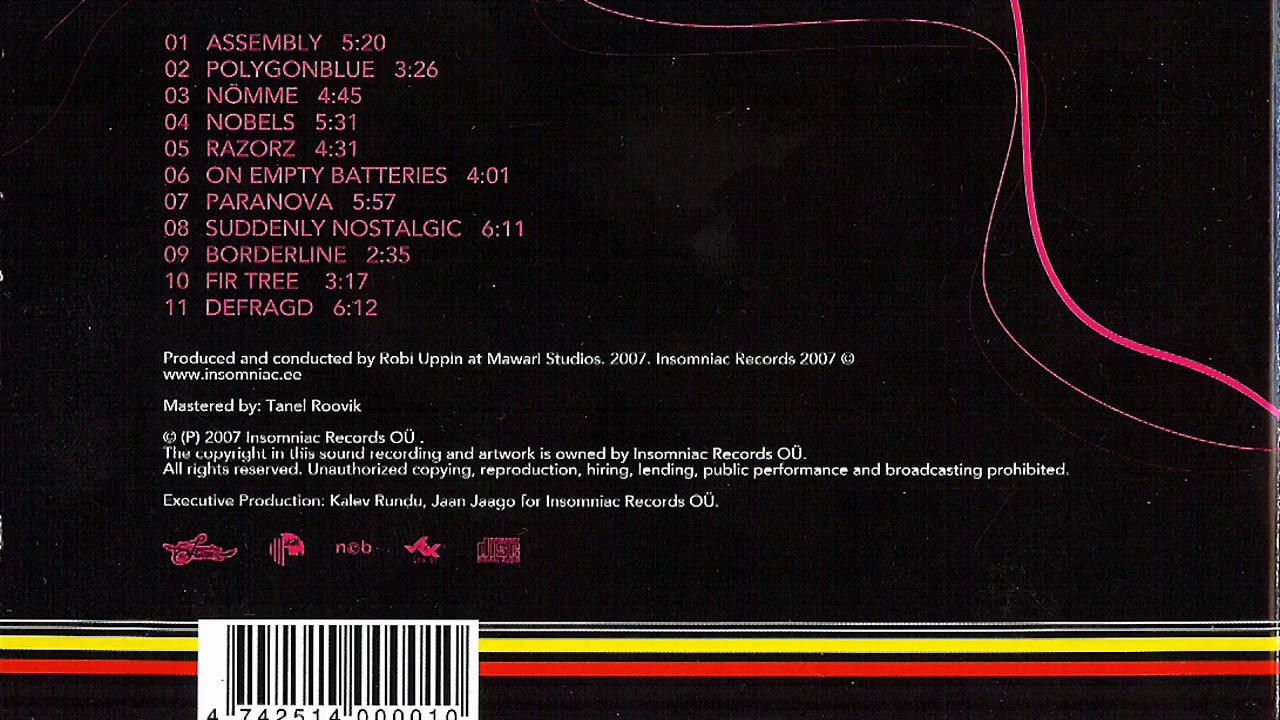 01 ASSEMBLY 5:20
02 POLYGONBLUE 3:26
03 NÖMME 4:45
04 NOBELS 5:31
05 RAZORZ 4:31
06 ON EMPTY BATTERIES 4:01
07 PARANOVA 5:57
08 SUDDENLY NOSTALGIC 6:11
09 BORDERLINE 2:35
10 FIR TREE 3:17
11 DEFRAGD 6:12
Produced and conducted by Robi Uppin at Mawari Studios. 2007. Insomniac Records 2007 ©
www.insomniac.ee
Mastered by: Tanel Roovik
© (P) 2007 Insomniac Records OÜ .
The copyright in this sound recording and artwork is owned by Insomniac Records OÜ.
All rights reserved. Unauthorized copying, reproduction, hiring, lending, public performance and broadcasting prohibited.
Executive Production: Kalev Rundu, Jaan Jaago for Insomniac Records OÜ.
n©b disc DIGITAL AUDIO
4 742514 000010